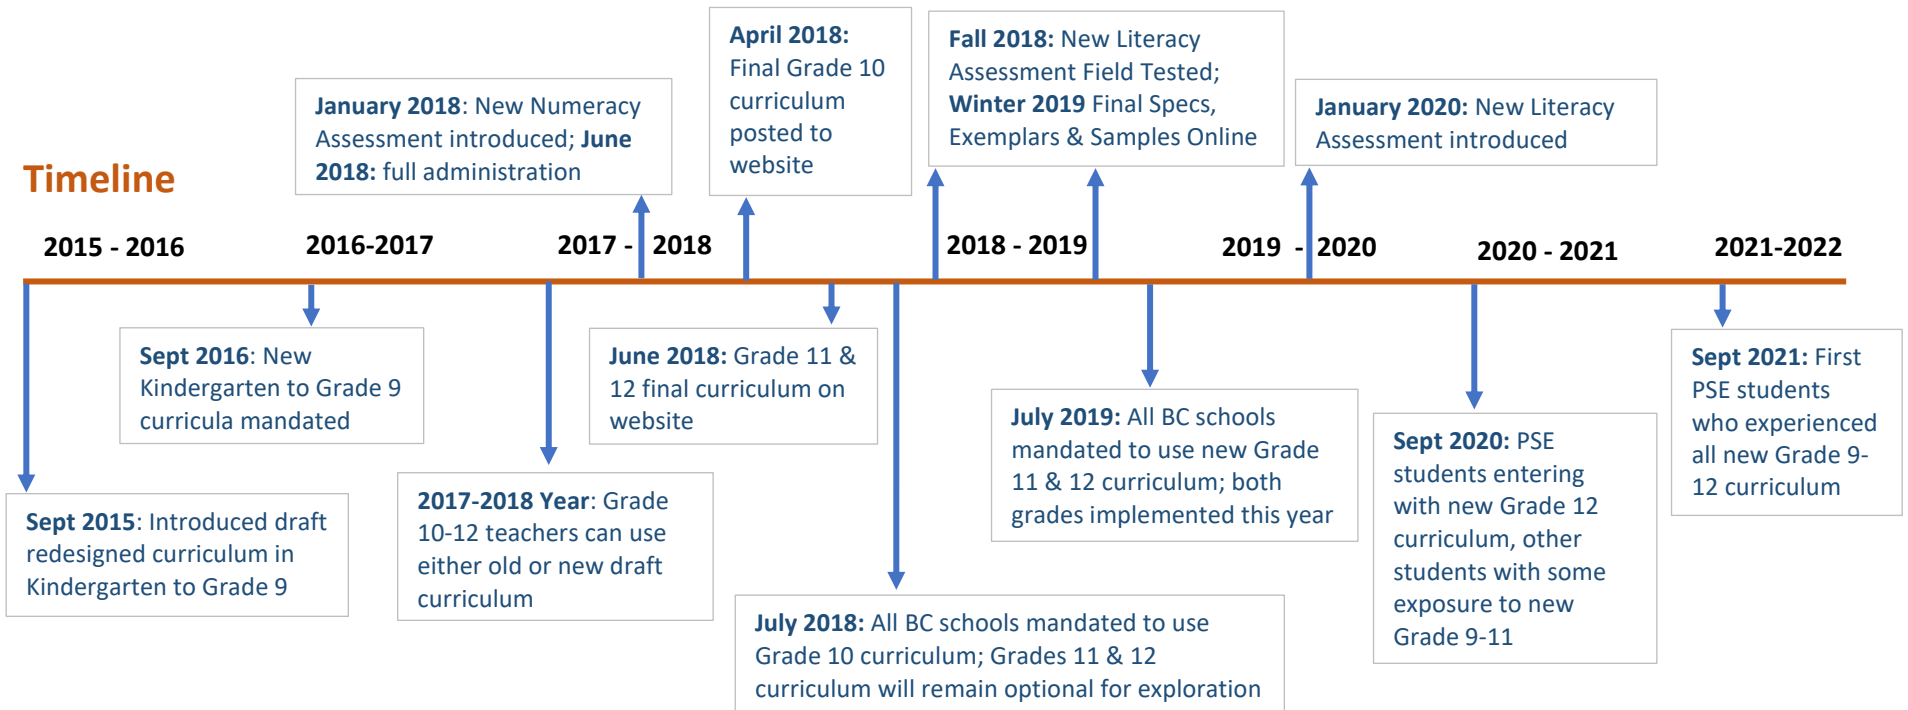 Timeline
April 2018:
Final Grade 10
curriculum
posted to
website
Fall 2018: New Literacy
Assessment Field Tested;
Winter 2019 Final Specs,
Exemplars & Samples Online
January 2018: New Numeracy
Assessment introduced; June
2018: full administration
January 2020: New Literacy
Assessment introduced
2015 - 2016
2016-2017
2017 - 2018
2018 - 2019
2019 - 2020
2020 - 2021
2021-2022
Sept 2016: New
Kindergarten to Grade 9
curricula mandated
June 2018: Grade 11 &
12 final curriculum on
website
Sept 2021: First
PSE students
who experienced
all new Grade 9-
12 curriculum
July 2019: All BC schools
mandated to use new Grade
11 & 12 curriculum; both
grades implemented this year
Sept 2020: PSE
students entering
with new Grade 12
curriculum, other
students with some
exposure to new
Grade 9-11
Sept 2015: Introduced draft
redesigned curriculum in
Kindergarten to Grade 9
2017-2018 Year: Grade
10-12 teachers can use
either old or new draft
curriculum
July 2018: All BC schools mandated to use
Grade 10 curriculum; Grades 11 & 12
curriculum will remain optional for exploration